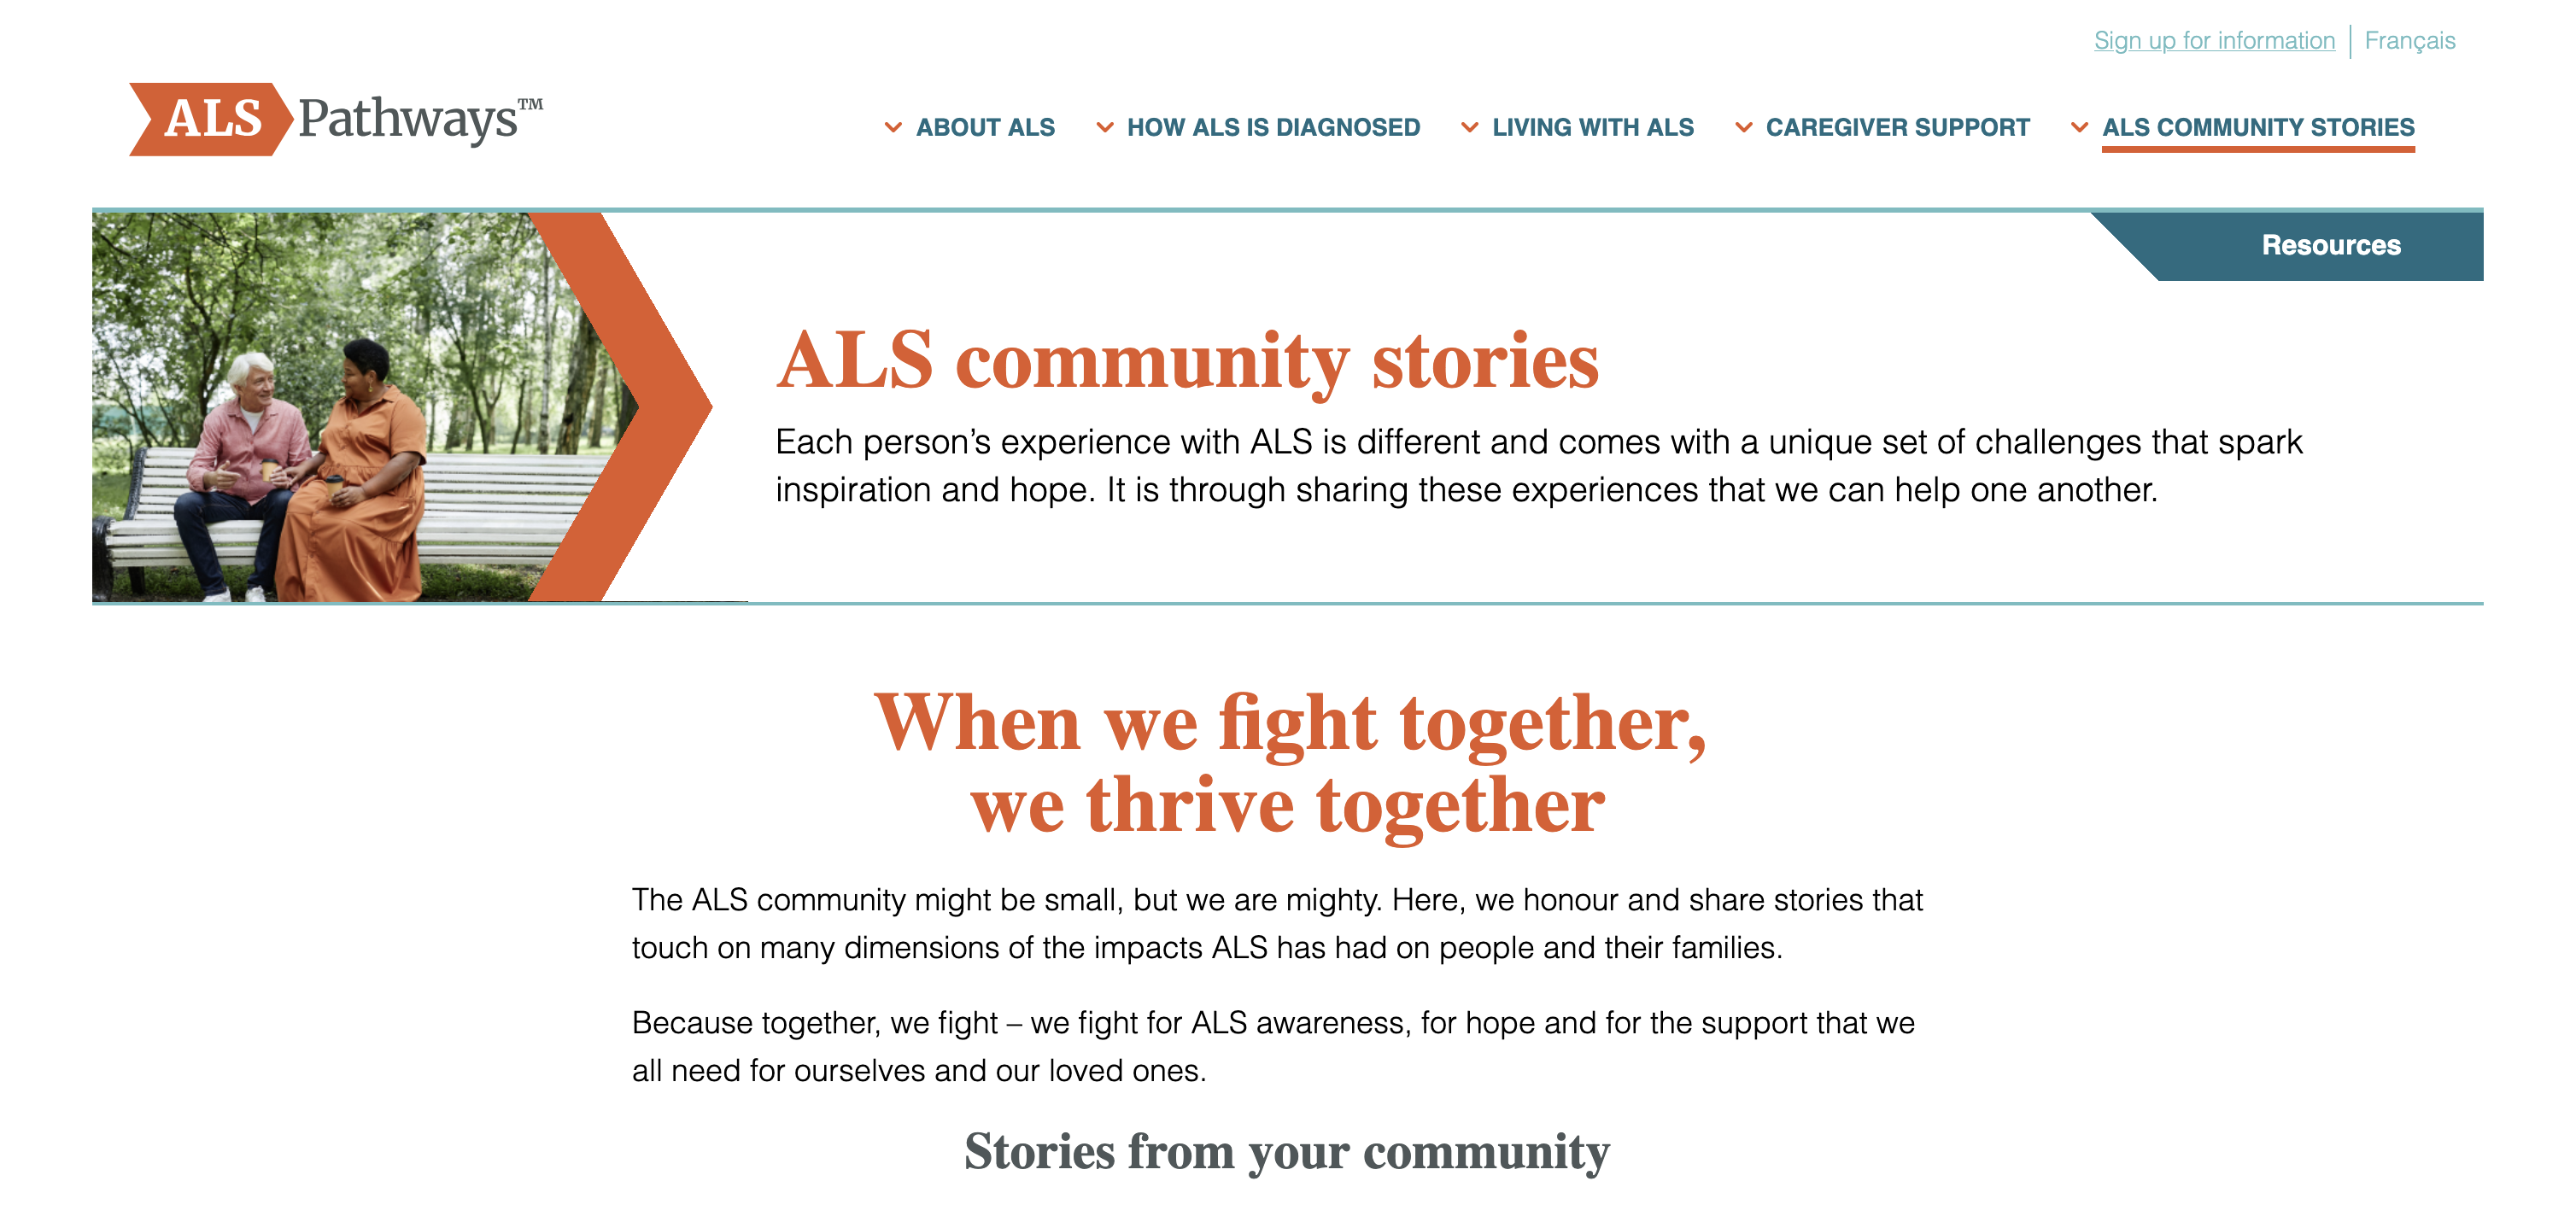 Sign up for information | Français
ALS Pathways™
ABOUT ALS HOW ALS IS DIAGNOSED LIVING WITH ALS CAREGIVER SUPPORT ALS COMMUNITY STORIES
Resources
ALS community stories
Each person’s experience with ALS is different and comes with a unique set of challenges that spark
inspiration and hope. It is through sharing these experiences that we can help one another.
When we fight together,
we thrive together
The ALS community might be small, but we are mighty. Here, we honour and share stories that
touch on many dimensions of the impacts ALS has had on people and their families.
Because together, we fight – we fight for ALS awareness, for hope and for the support that we
all need for ourselves and our loved ones.
Stories from your community